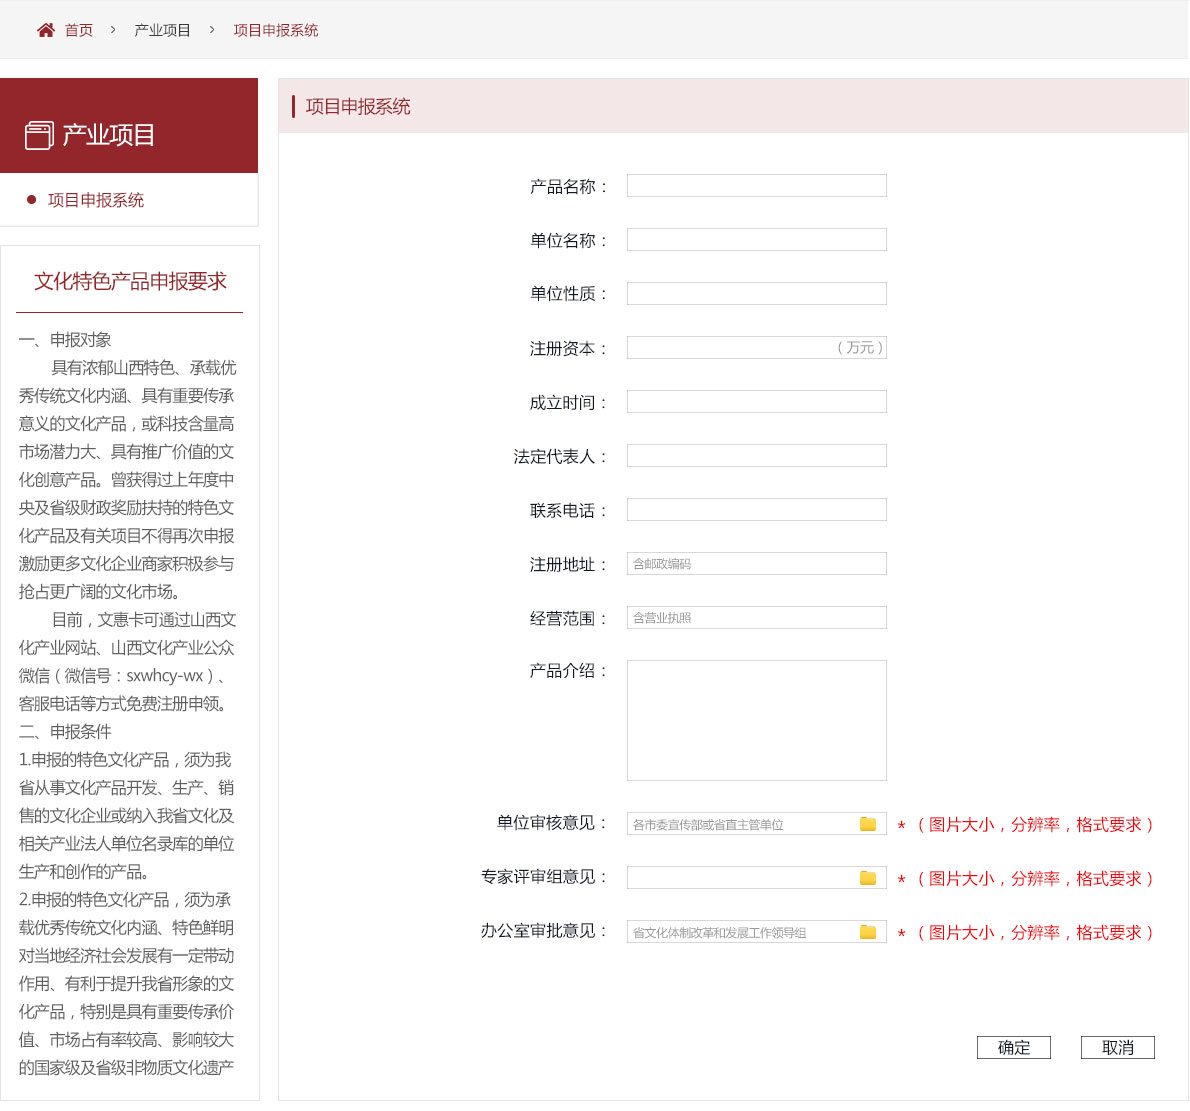 首页 › 产业项目 › 项目申报系统
产业项目
项目申报系统
文化特色产品申报要求
一、申报对象
具有浓郁山西特色、承载优
秀传统文化内涵、具有重要传承
意义的文化产品，或科技含量高
市场潜力大、具有推广价值的文
化创意产品。曾获得过上年度中
央及省级财政奖励扶持的特色文
化产品及有关项目不得再次申报
激励更多文化企业商家积极参与
抢占更广阔的文化市场。
目前，文惠卡可通过山西文
化产业网站、山西文化产业公众
微信（微信号：sxwhcy-wx）、
客服电话等方式免费注册申领。
二、申报条件
1.申报的特色文化产品，须为我
省从事文化产品开发、生产、销
售的文化企业或纳入我省文化及
相关产业法人单位名录库的单位
生产和创作的产品。
2.申报的特色文化产品，须为承
载优秀传统文化内涵、特色鲜明
对当地经济社会发展有一定带动
作用、有利于提升我省形象的文
化产品，特别是具有重要传承价
值、市场占有率较高、影响较大
的国家级及省级非物质文化遗产
项目申报系统
产品名称：
单位名称：
单位性质：
注册资本：（万元）
成立时间：
法定代表人：
联系电话：
注册地址：含邮政编码
经营范围：含营业执照
产品介绍：
单位审核意见：各市委宣传部或省直主管单位 *（图片大小，分辨率，格式要求）
专家评审组意见： *（图片大小，分辨率，格式要求）
办公室审批意见：省文化体制改革和发展工作领导组 *（图片大小，分辨率，格式要求）
确定 取消